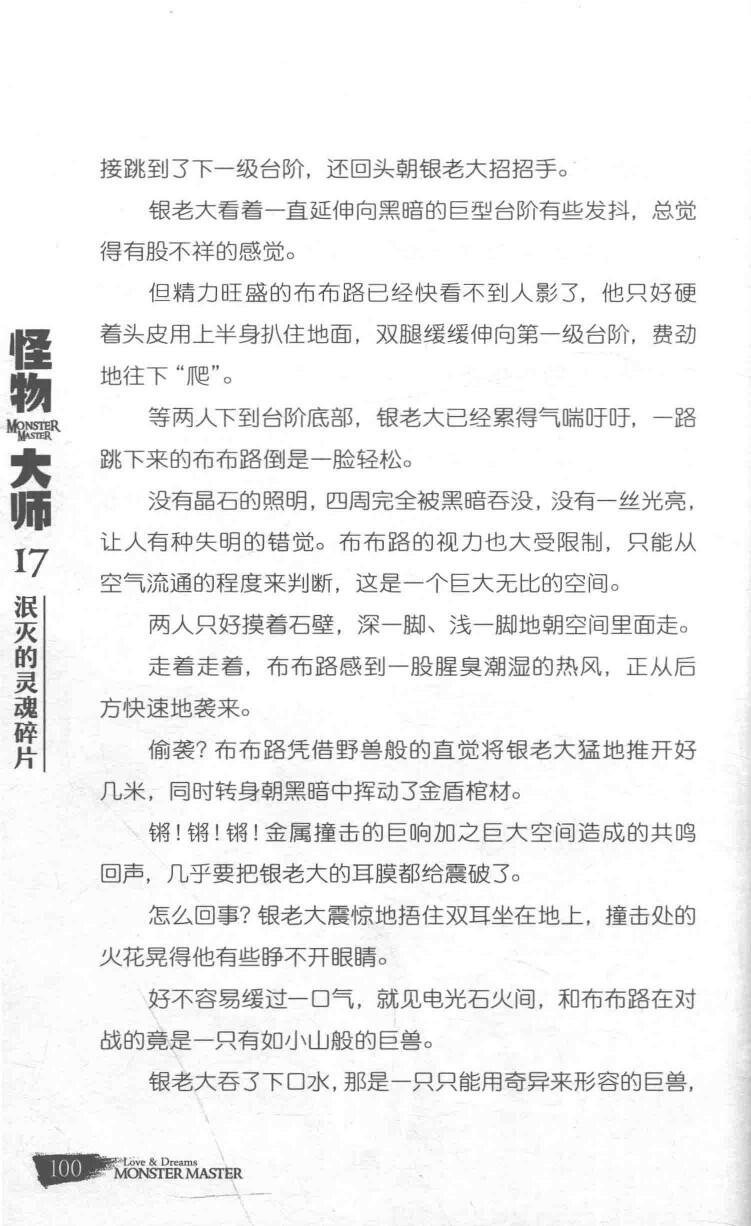 接跳到了下一级台阶，还回头朝银老大招招手。
银老大看着一直延伸向黑暗的巨型台阶有些发抖，总觉
得有股不祥的感觉。
但精力旺盛的布布路已经快看不到人影了，他只好硬
着头皮用上半身扒住地面，双腿缓缓伸向第一级台阶，费劲
地往下“爬”。
等两人下到台阶底部，银老大已经累得气喘吁吁，一路
跳下来的布布路倒是一脸轻松。
没有晶石的照明，四周完全被黑暗吞没，没有一丝光亮，
让人有种失明的错觉。布布路的视力也大受限制，只能从
空气流通的程度来判断，这是一个巨大无比的空间。
两人只好摸着石壁，深一脚、浅一脚地朝空间里面走。
走着走着，布布路感到一股腥臭潮湿的热风，正从后
方快速地袭来。
偷袭？布布路凭借野兽般的直觉将银老大猛地推开好
几米，同时转身朝黑暗中挥动了金盾棺材。
锵！锵！锵！金属撞击的巨响加之巨大空间造成的共鸣
回声，几乎要把银老大的耳膜都给震破了。
怎么回事？银老大震惊地捂住双耳坐在地上，撞击处的
火花晃得他有些睁不开眼睛。
好不容易缓过一口气，就见电光石火间，和布布路在对
战的竟是一只有如小山般的巨兽。
银老大吞了下口水，那是一只只能用奇异来形容的巨兽，
怪物
MONSTER
MASTER
大师
17
泯灭的灵魂碎片
100
Love & Dreams
MONSTER MASTER